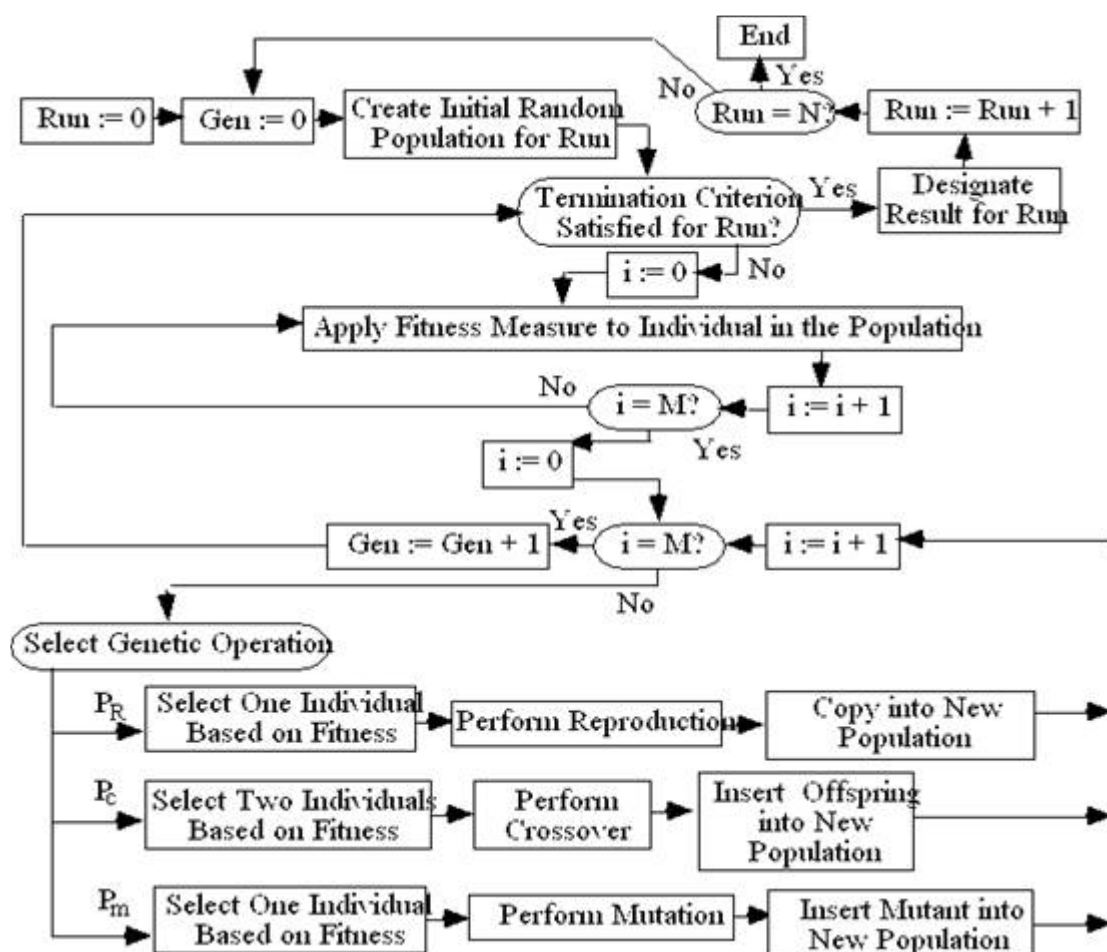 End
Yes
No
Run := 0
Gen := 0
Create Initial Random
Population for Run
Run = N?
Run := Run + 1
Termination Criterion
Satisfied for Run?
Yes
Designate
Result for Run
i := 0
No
Apply Fitness Measure to Individual in the Population
No
i = M?
i := i + 1
Yes
i := 0
Gen := Gen + 1
Yes
i = M?
i := i + 1
No
Select Genetic Operation
PR
Select One Individual
Based on Fitness
Perform Reproduction
Copy into New
Population
Pc
Select Two Individuals
Based on Fitness
Perform
Crossover
Insert Offspring
into New
Population
Pm
Select One Individual
Based on Fitness
Perform Mutation
Insert Mutant into
New Population